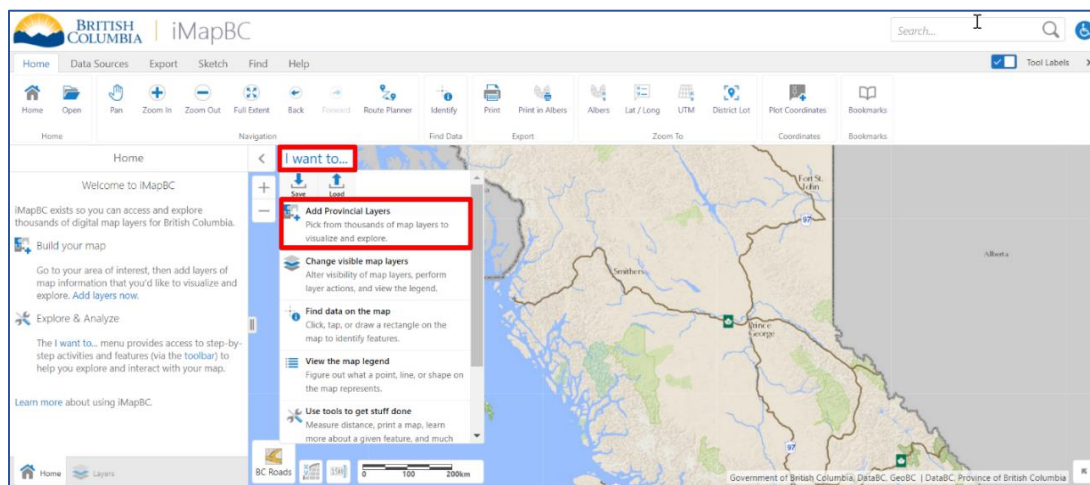 BRITISH
COLUMBIA
iMapBC
Search...
Home Data Sources Export Sketch Find Help
Tool Labels
Home Open Pan Zoom In Zoom Out Full Extent Back Forward Route Planner Identify Print Print in Albers Albers Lat / Long UTM District Lot Plot Coordinates Bookmarks
Home Navigation Find Data Export Zoom To Coordinates Bookmarks
Home
Welcome to iMapBC
iMapBC exists so you can access and explore
thousands of digital map layers for British Columbia.
Build your map
Go to your area of interest, then add layers of
map information that you'd like to visualize and
explore. Add layers now.
Explore & Analyze
The I want to... menu provides access to step-by-
step activities and features (via the toolbar) to
help you explore and interact with your map.
Learn more about using iMapBC.
Home Layers
I want to...
Save Load
Add Provincial Layers
Pick from thousands of map layers to
visualize and explore.
Change visible map layers
Alter visibility of map layers, perform
layer actions, and view the legend.
Find data on the map
Click, tap, or draw a rectangle on the
map to identify features.
View the map legend
Figure out what a point, line, or shape on
the map represents.
Use tools to get stuff done
Measure distance, print a map, learn
more about a given feature, and much
Fort St.
John
97
Alberta
Smithers
Prince
George
97
BC Roads
0 100 200km
Government of British Columbia, DataBC, GeoBC | DataBC, Province of British Columbia